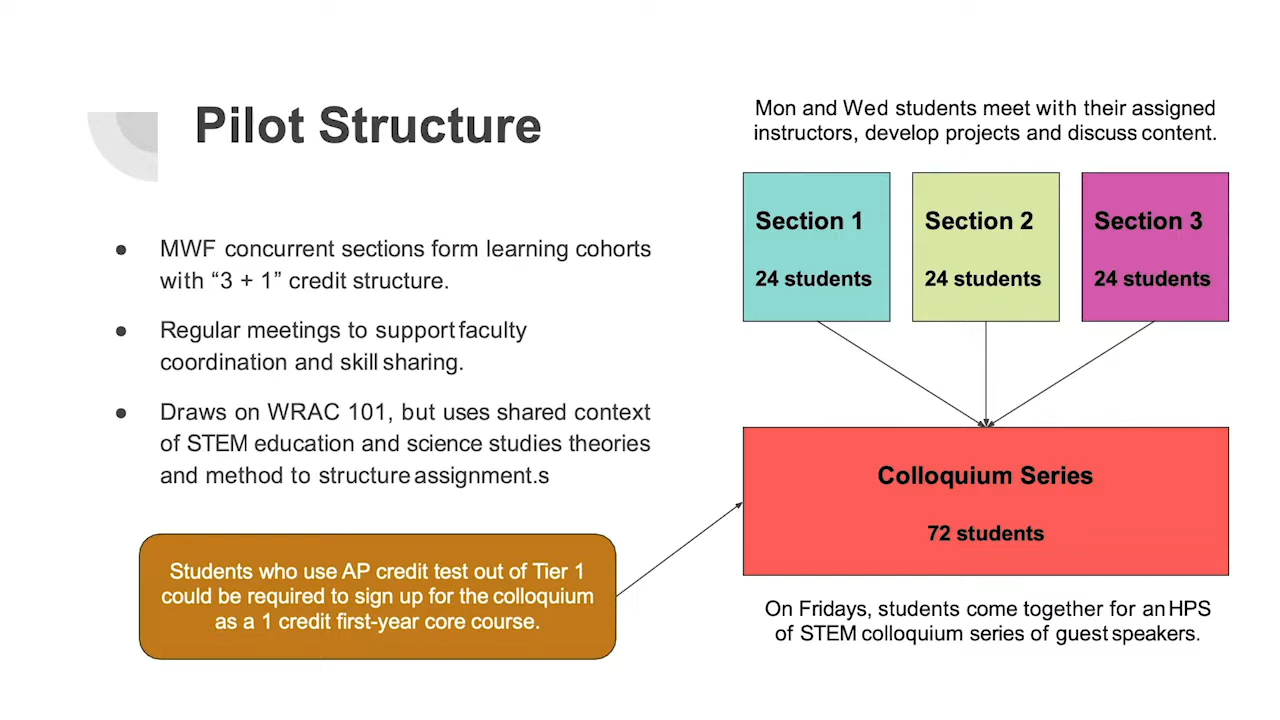 Pilot Structure
● MWF concurrent sections form learning cohorts
with “3 + 1” credit structure.
● Regular meetings to support faculty
coordination and skill sharing.
● Draws on WRAC 101, but uses shared context
of STEM education and science studies theories
and method to structure assignment.s
Students who use AP credit test out of Tier 1
could be required to sign up for the colloquium
as a 1 credit first-year core course.
Mon and Wed students meet with their assigned
instructors, develop projects and discuss content.
Section 1
24 students
Section 2
24 students
Section 3
24 students
Colloquium Series
72 students
On Fridays, students come together for an HPS
of STEM colloquium series of guest speakers.